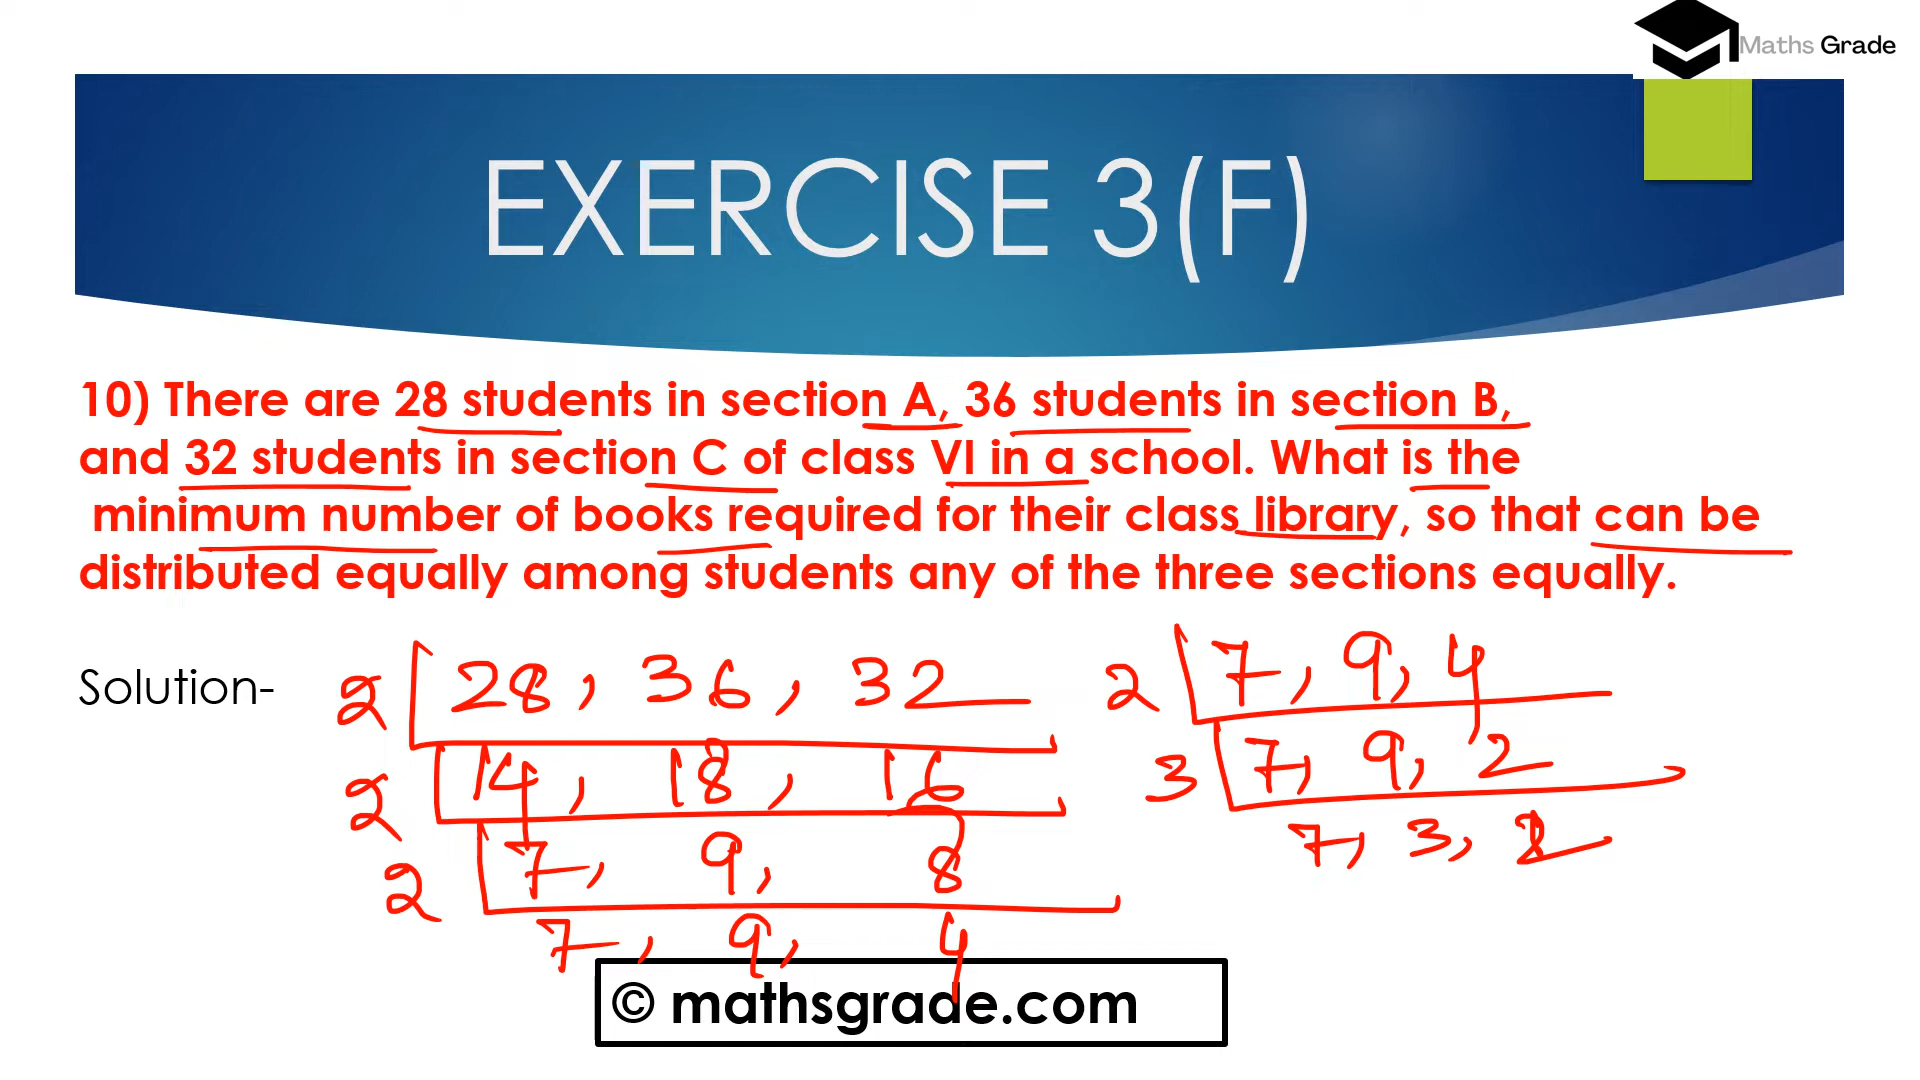 Maths Grade
EXERCISE 3(F)
10) There are 28 students in section A, 36 students in section B,
and 32 students in section C of class VI in a school. What is the
minimum number of books required for their class library, so that can be
distributed equally among students any of the three sections equally.
Solution-
2 28, 36, 32
2 14, 18, 16
2 7, 9, 8
7, 9, 4
2 7, 9, 4
3 7, 9, 2
7, 3, 2
© mathsgrade.com